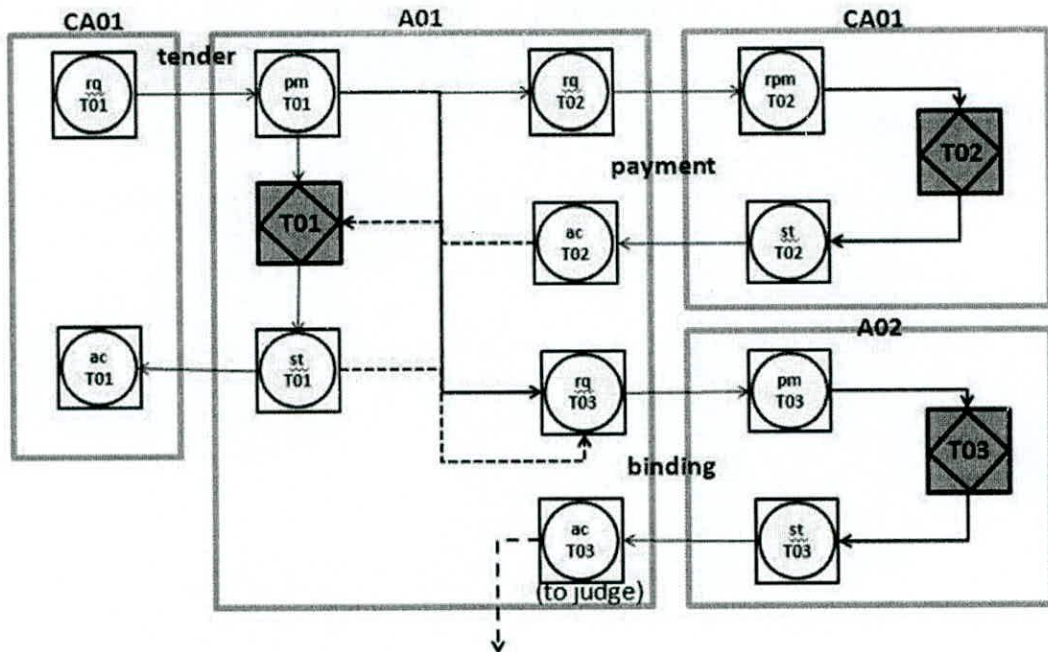 CA01
A01
CA01
tender
rq
T01
pm
T01
rq
T02
rpm
T02
T02
payment
T01
ac
T02
st
T02
A02
ac
T01
st
T01
rq
T03
pm
T03
T03
binding
ac
T03
st
T03
(to judge)